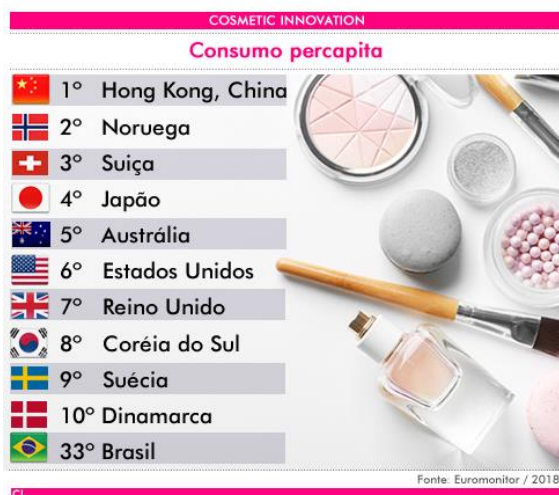 COSMETIC INNOVATION
Consumo percapita
1º Hong Kong, China
2º Noruega
3º Suiça
4º Japão
5º Austrália
6º Estados Unidos
7º Reino Unido
8º Coréia do Sul
9º Suécia
10º Dinamarca
33º Brasil
Fonte: Euromonitor / 2018
CI